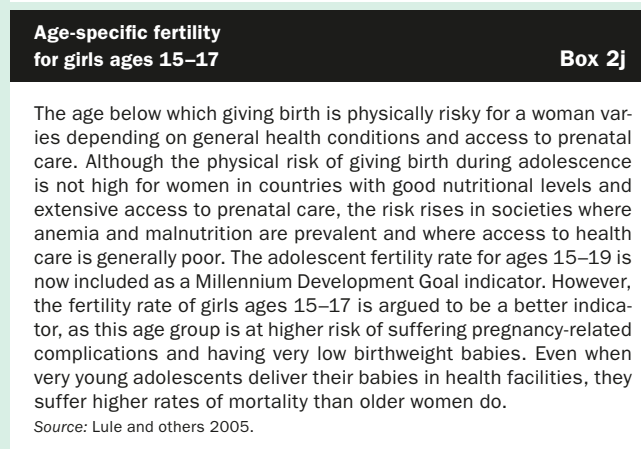 Age-specific fertility
for girls ages 15–17
Box 2j
The age below which giving birth is physically risky for a woman var-
ies depending on general health conditions and access to prenatal
care. Although the physical risk of giving birth during adolescence
is not high for women in countries with good nutritional levels and
extensive access to prenatal care, the risk rises in societies where
anemia and malnutrition are prevalent and where access to health
care is generally poor. The adolescent fertility rate for ages 15–19 is
now included as a Millennium Development Goal indicator. However,
the fertility rate of girls ages 15–17 is argued to be a better indica-
tor, as this age group is at higher risk of suffering pregnancy-related
complications and having very low birthweight babies. Even when
very young adolescents deliver their babies in health facilities, they
suffer higher rates of mortality than older women do.
Source: Lule and others 2005.